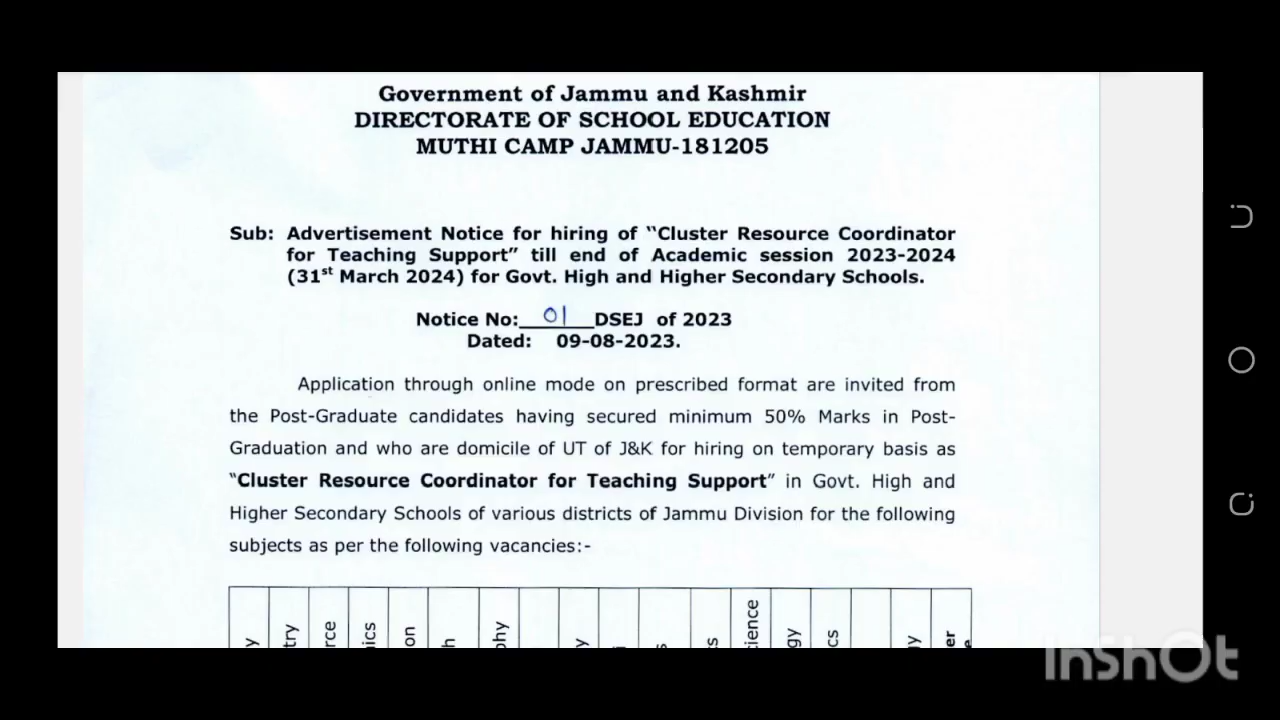 Government of Jammu and Kashmir
DIRECTORATE OF SCHOOL EDUCATION
MUTHI CAMP JAMMU-181205
Sub: Advertisement Notice for hiring of "Cluster Resource Coordinator
for Teaching Support" till end of Academic session 2023-2024
(31st March 2024) for Govt. High and Higher Secondary Schools.
Notice No: 01 DSEJ of 2023
Dated: 09-08-2023.
Application through online mode on prescribed format are invited from
the Post-Graduate candidates having secured minimum 50% Marks in Post-
Graduation and who are domicile of UT of J&K for hiring on temporary basis as
"Cluster Resource Coordinator for Teaching Support" in Govt. High and
Higher Secondary Schools of various districts of Jammu Division for the following
subjects as per the following vacancies:-
InShOt